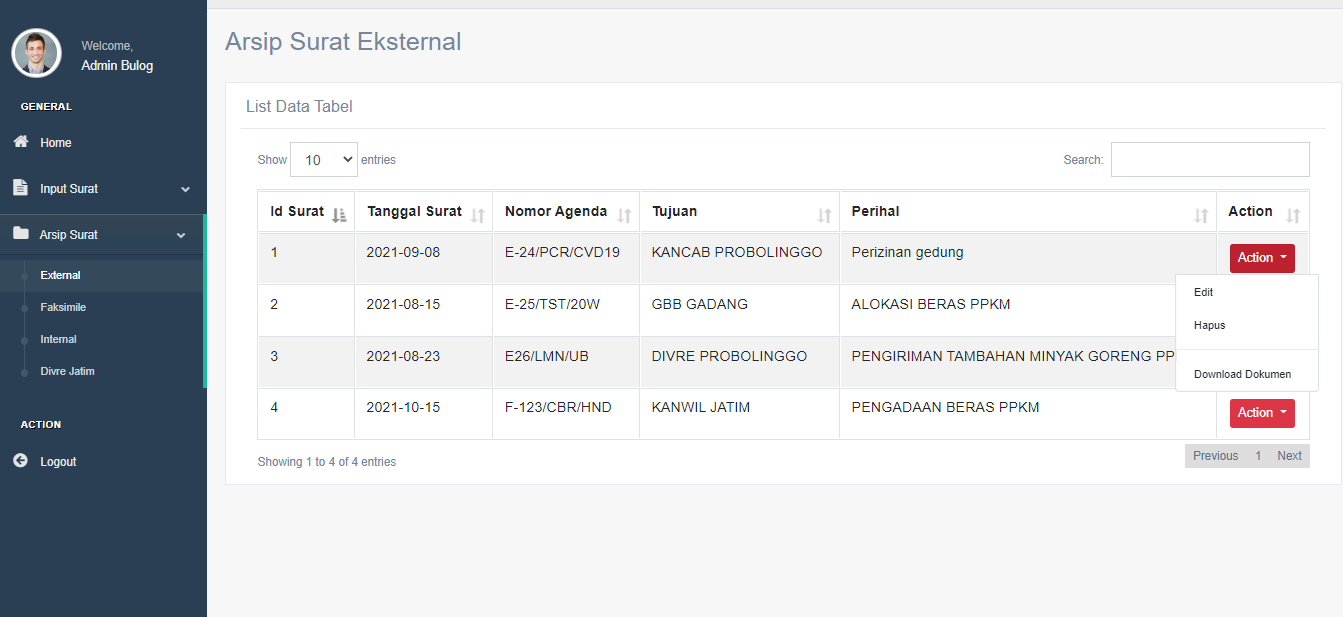 Welcome,
Admin Bulog
GENERAL
Home
Input Surat
Arsip Surat
External
Faksimile
Internal
Divre Jatim
ACTION
Logout
Arsip Surat Eksternal
List Data Tabel
Show 10 entries
Search:
Id Surat Tanggal Surat Nomor Agenda Tujuan Perihal Action
1 2021-09-08 E-24/PCR/CVD19 KANCAB PROBOLINGGO Perizinan gedung Action
Edit
Hapus
Download Dokumen
2 2021-08-15 E-25/TST/20W GBB GADANG ALOKASI BERAS PPKM
3 2021-08-23 E26/LMN/UB DIVRE PROBOLINGGO PENGIRIMAN TAMBAHAN MINYAK GORENG PP
4 2021-10-15 F-123/CBR/HND KANWIL JATIM PENGADAAN BERAS PPKM Action
Showing 1 to 4 of 4 entries
Previous 1 Next